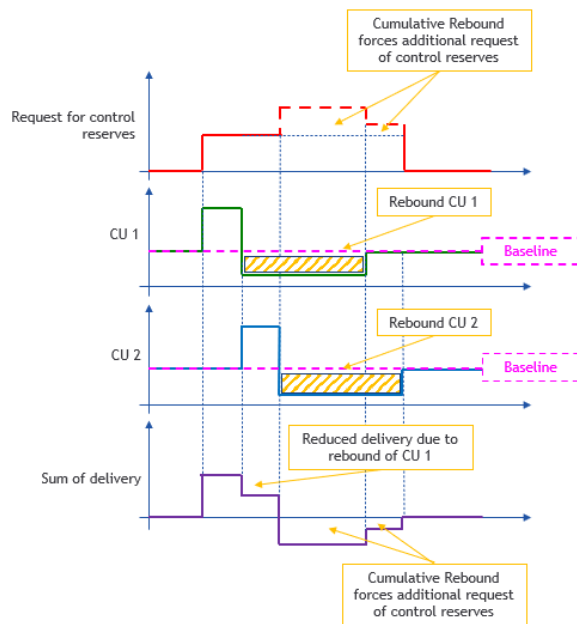 Cumulative Rebound
forces additional request
of control reserves
Request for control
reserves
Rebound CU 1
CU 1
Baseline
Rebound CU 2
CU 2
Baseline
Reduced delivery due to
rebound of CU 1
Sum of delivery
Cumulative Rebound
forces additional request
of control reserves